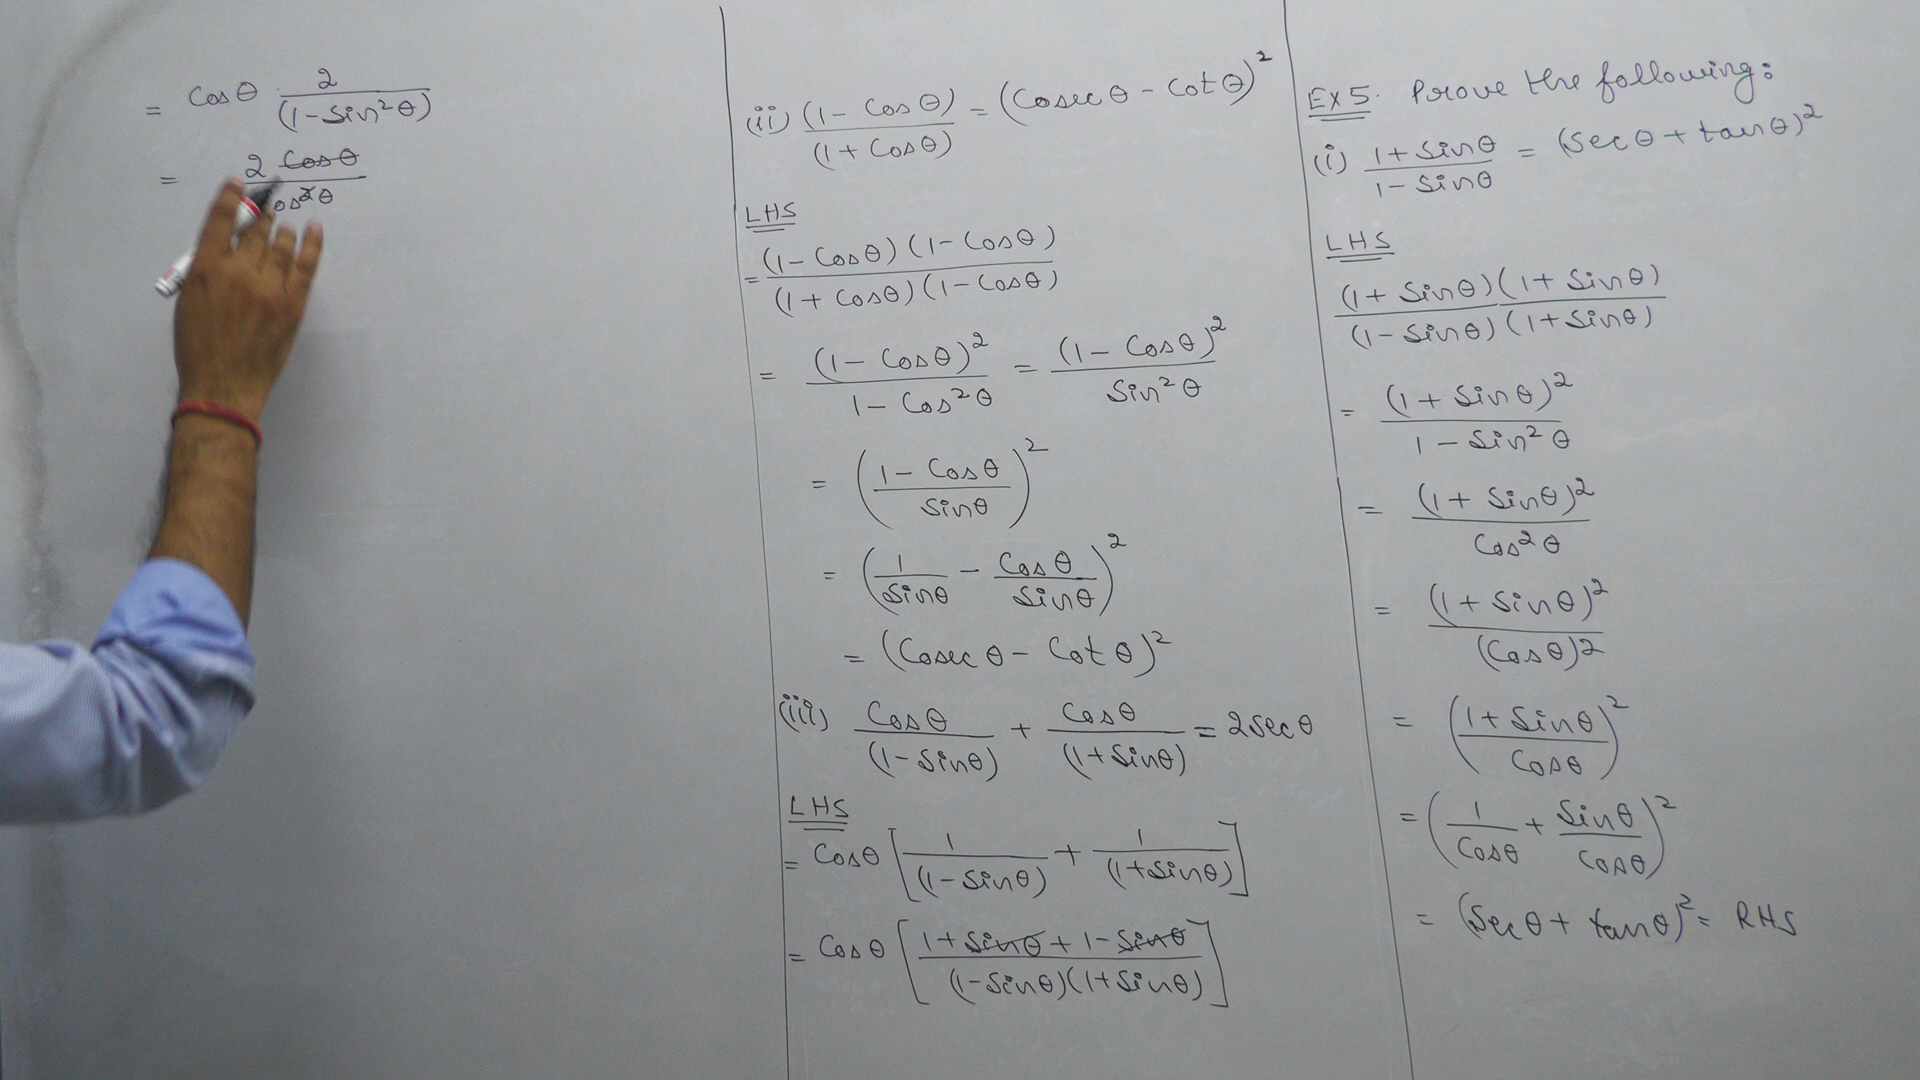 EX 5. Prove the following:
(i) (1 + Sinθ)/(1 - Sinθ) = (Secθ + tanθ)²
LHS
(1 + Sinθ)(1 + Sinθ)/(1 - Sinθ)(1 + Sinθ)
= (1 + Sinθ)²/(1 - Sin²θ)
= (1 + Sinθ)²/Cos²θ
= (1 + Sinθ)²/(Cosθ)²
= ((1 + Sinθ)/Cosθ)²
= (1/Cosθ + Sinθ/Cosθ)²
= (Secθ + tanθ)² = RHS
(ii) (1 - Cosθ)/(1 + Cosθ) = (Cosecθ - Cotθ)²
LHS
= (1 - Cosθ)(1 - Cosθ)/(1 + Cosθ)(1 - Cosθ)
= (1 - Cosθ)²/(1 - Cos²θ) = (1 - Cosθ)²/Sin²θ
= ((1 - Cosθ)/Sinθ)²
= (1/Sinθ - Cosθ/Sinθ)²
= (Cosecθ - Cotθ)²
(iii) Cosθ/(1 - Sinθ) + Cosθ/(1 + Sinθ) = 2Secθ
LHS
= Cosθ [1/(1 - Sinθ) + 1/(1 + Sinθ)]
= Cosθ [(1 + Sinθ + 1 - Sinθ)/(1 - Sinθ)(1 + Sinθ)]
= Cosθ · 2/(1 - Sin²θ)
= 2 Cosθ/os²θ